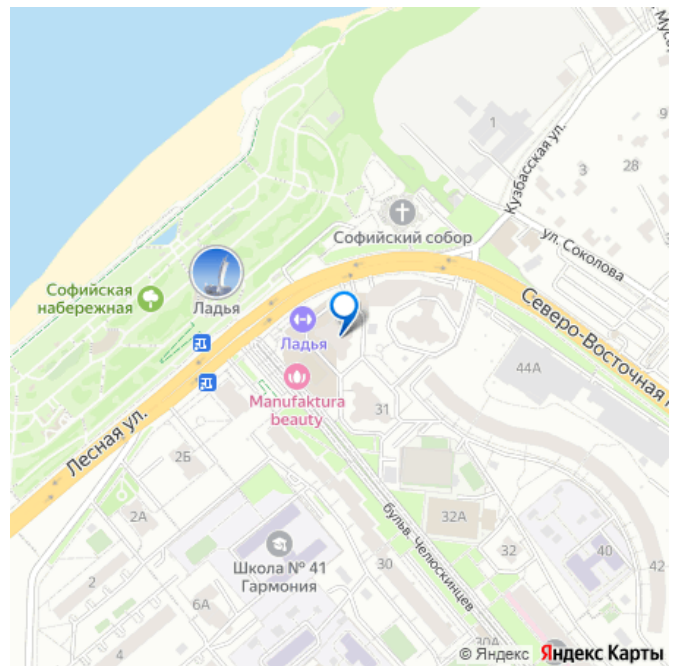 ул. Мусо
1
9
Кузбасская ул.
3
28
Софийский собор
ул. Соколова
Софийская
набережная
Ладья
Северо-Восточная
Ладья
44А
Manufaktura
beauty
31
Лесная ул.
2Б
2А
32А
бульв. Челюскинцев
32
40
Школа № 41
Гармония
30
42
2
6А
4
30А
© Яндекс Яндекс Карты